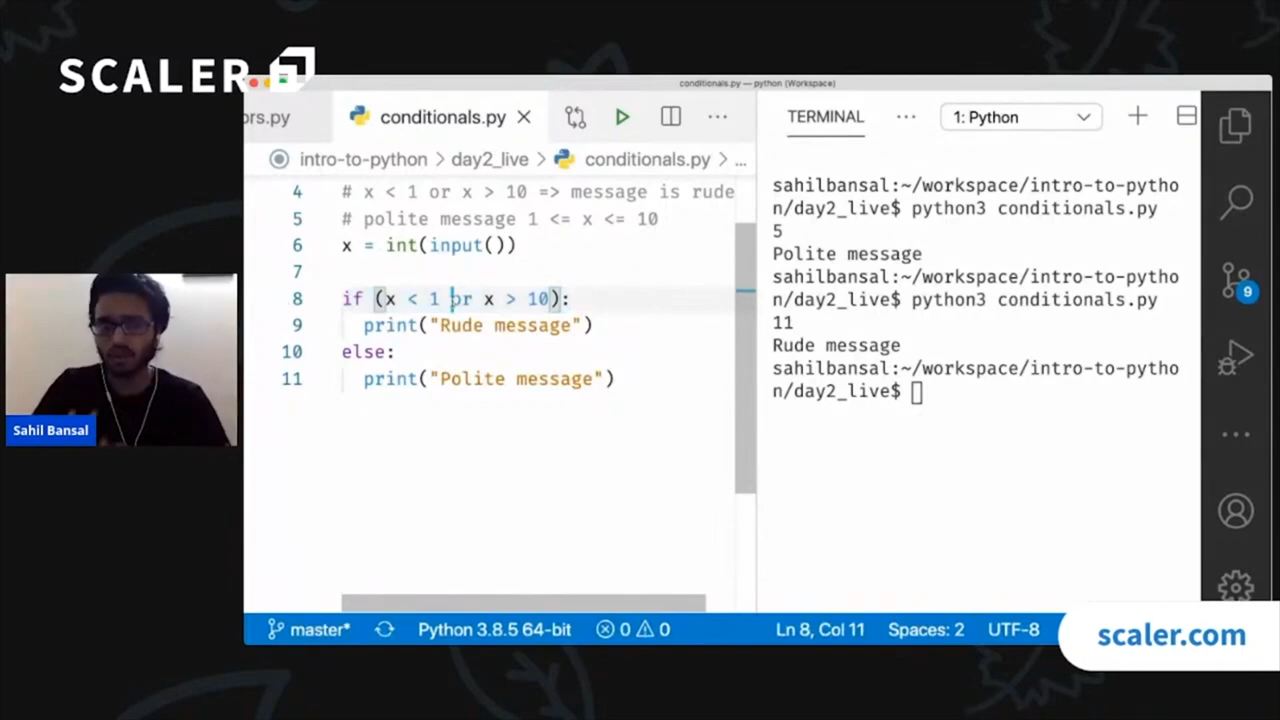 SCALER
conditionals.py — python (Workspace)
ors.py
conditionals.py
intro-to-python > day2_live > conditionals.py > ...
4 # x < 1 or x > 10 => message is rude
5 # polite message 1 <= x <= 10
6 x = int(input())
7
8 if (x < 1 or x > 10):
9 print("Rude message")
10 else:
11 print("Polite message")
TERMINAL
1: Python
sahilbansal:~/workspace/intro-to-pytho
n/day2_live$ python3 conditionals.py
5
Polite message
sahilbansal:~/workspace/intro-to-pytho
n/day2_live$ python3 conditionals.py
11
Rude message
sahilbansal:~/workspace/intro-to-pytho
n/day2_live$
9
Sahil Bansal
master* Python 3.8.5 64-bit 0 0 Ln 8, Col 11 Spaces: 2 UTF-8
scaler.com